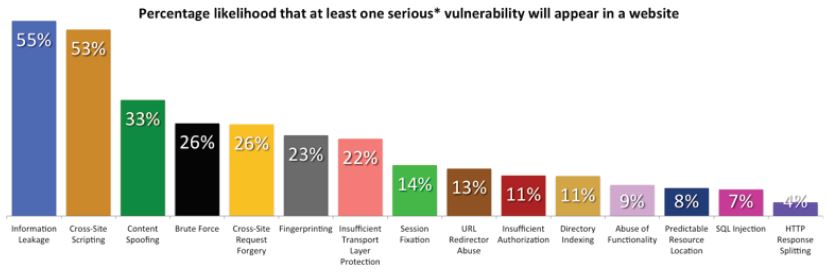 Percentage likelihood that at least one serious* vulnerability will appear in a website
55%
53%
33%
26%
26%
23%
22%
14%
13%
11%
11%
9%
8%
7%
4%
Information
Leakage
Cross-Site
Scripting
Content
Spoofing
Brute Force
Cross-Site
Request
Forgery
Fingerprinting
Insufficient
Transport
Layer
Protection
Session
Fixation
URL
Redirector
Abuse
Insufficient
Authorization
Directory
Indexing
Abuse of
Functionality
Predictable
Resource
Location
SQL Injection
HTTP
Response
Splitting